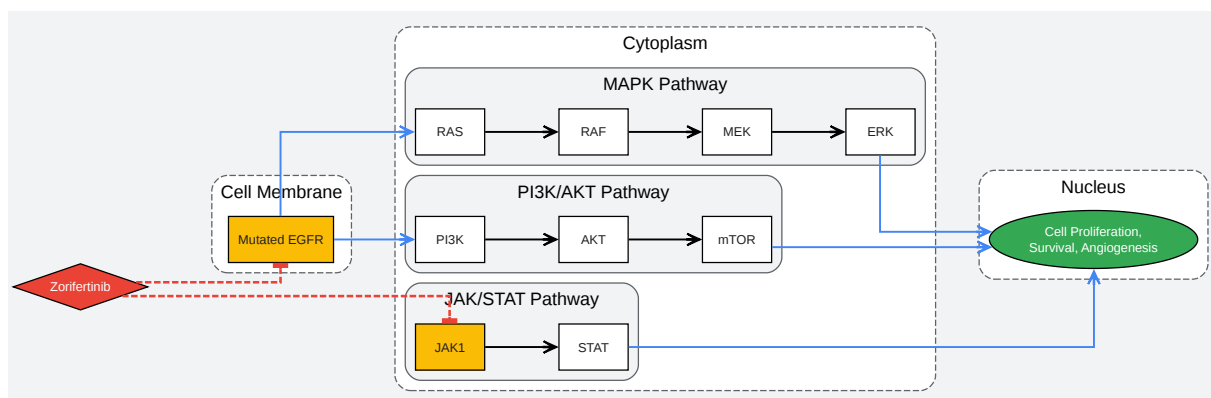 Cytoplasm
MAPK Pathway
RAS
RAF
MEK
ERK
Cell Membrane
Mutated EGFR
PI3K/AKT Pathway
PI3K
AKT
mTOR
Nucleus
Cell Proliferation,
Survival, Angiogenesis
Zorifertinib
JAK/STAT Pathway
JAK1
STAT